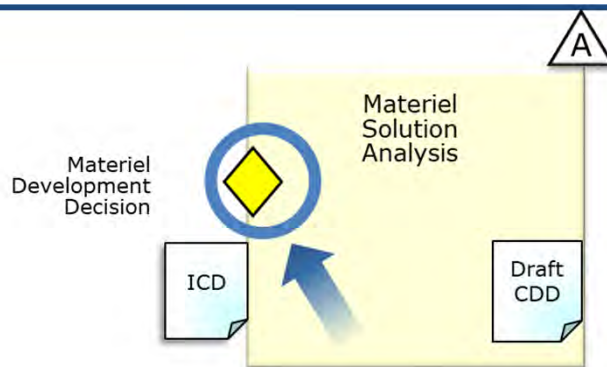 A
Materiel
Solution
Analysis
Materiel
Development
Decision
ICD
Draft
CDD